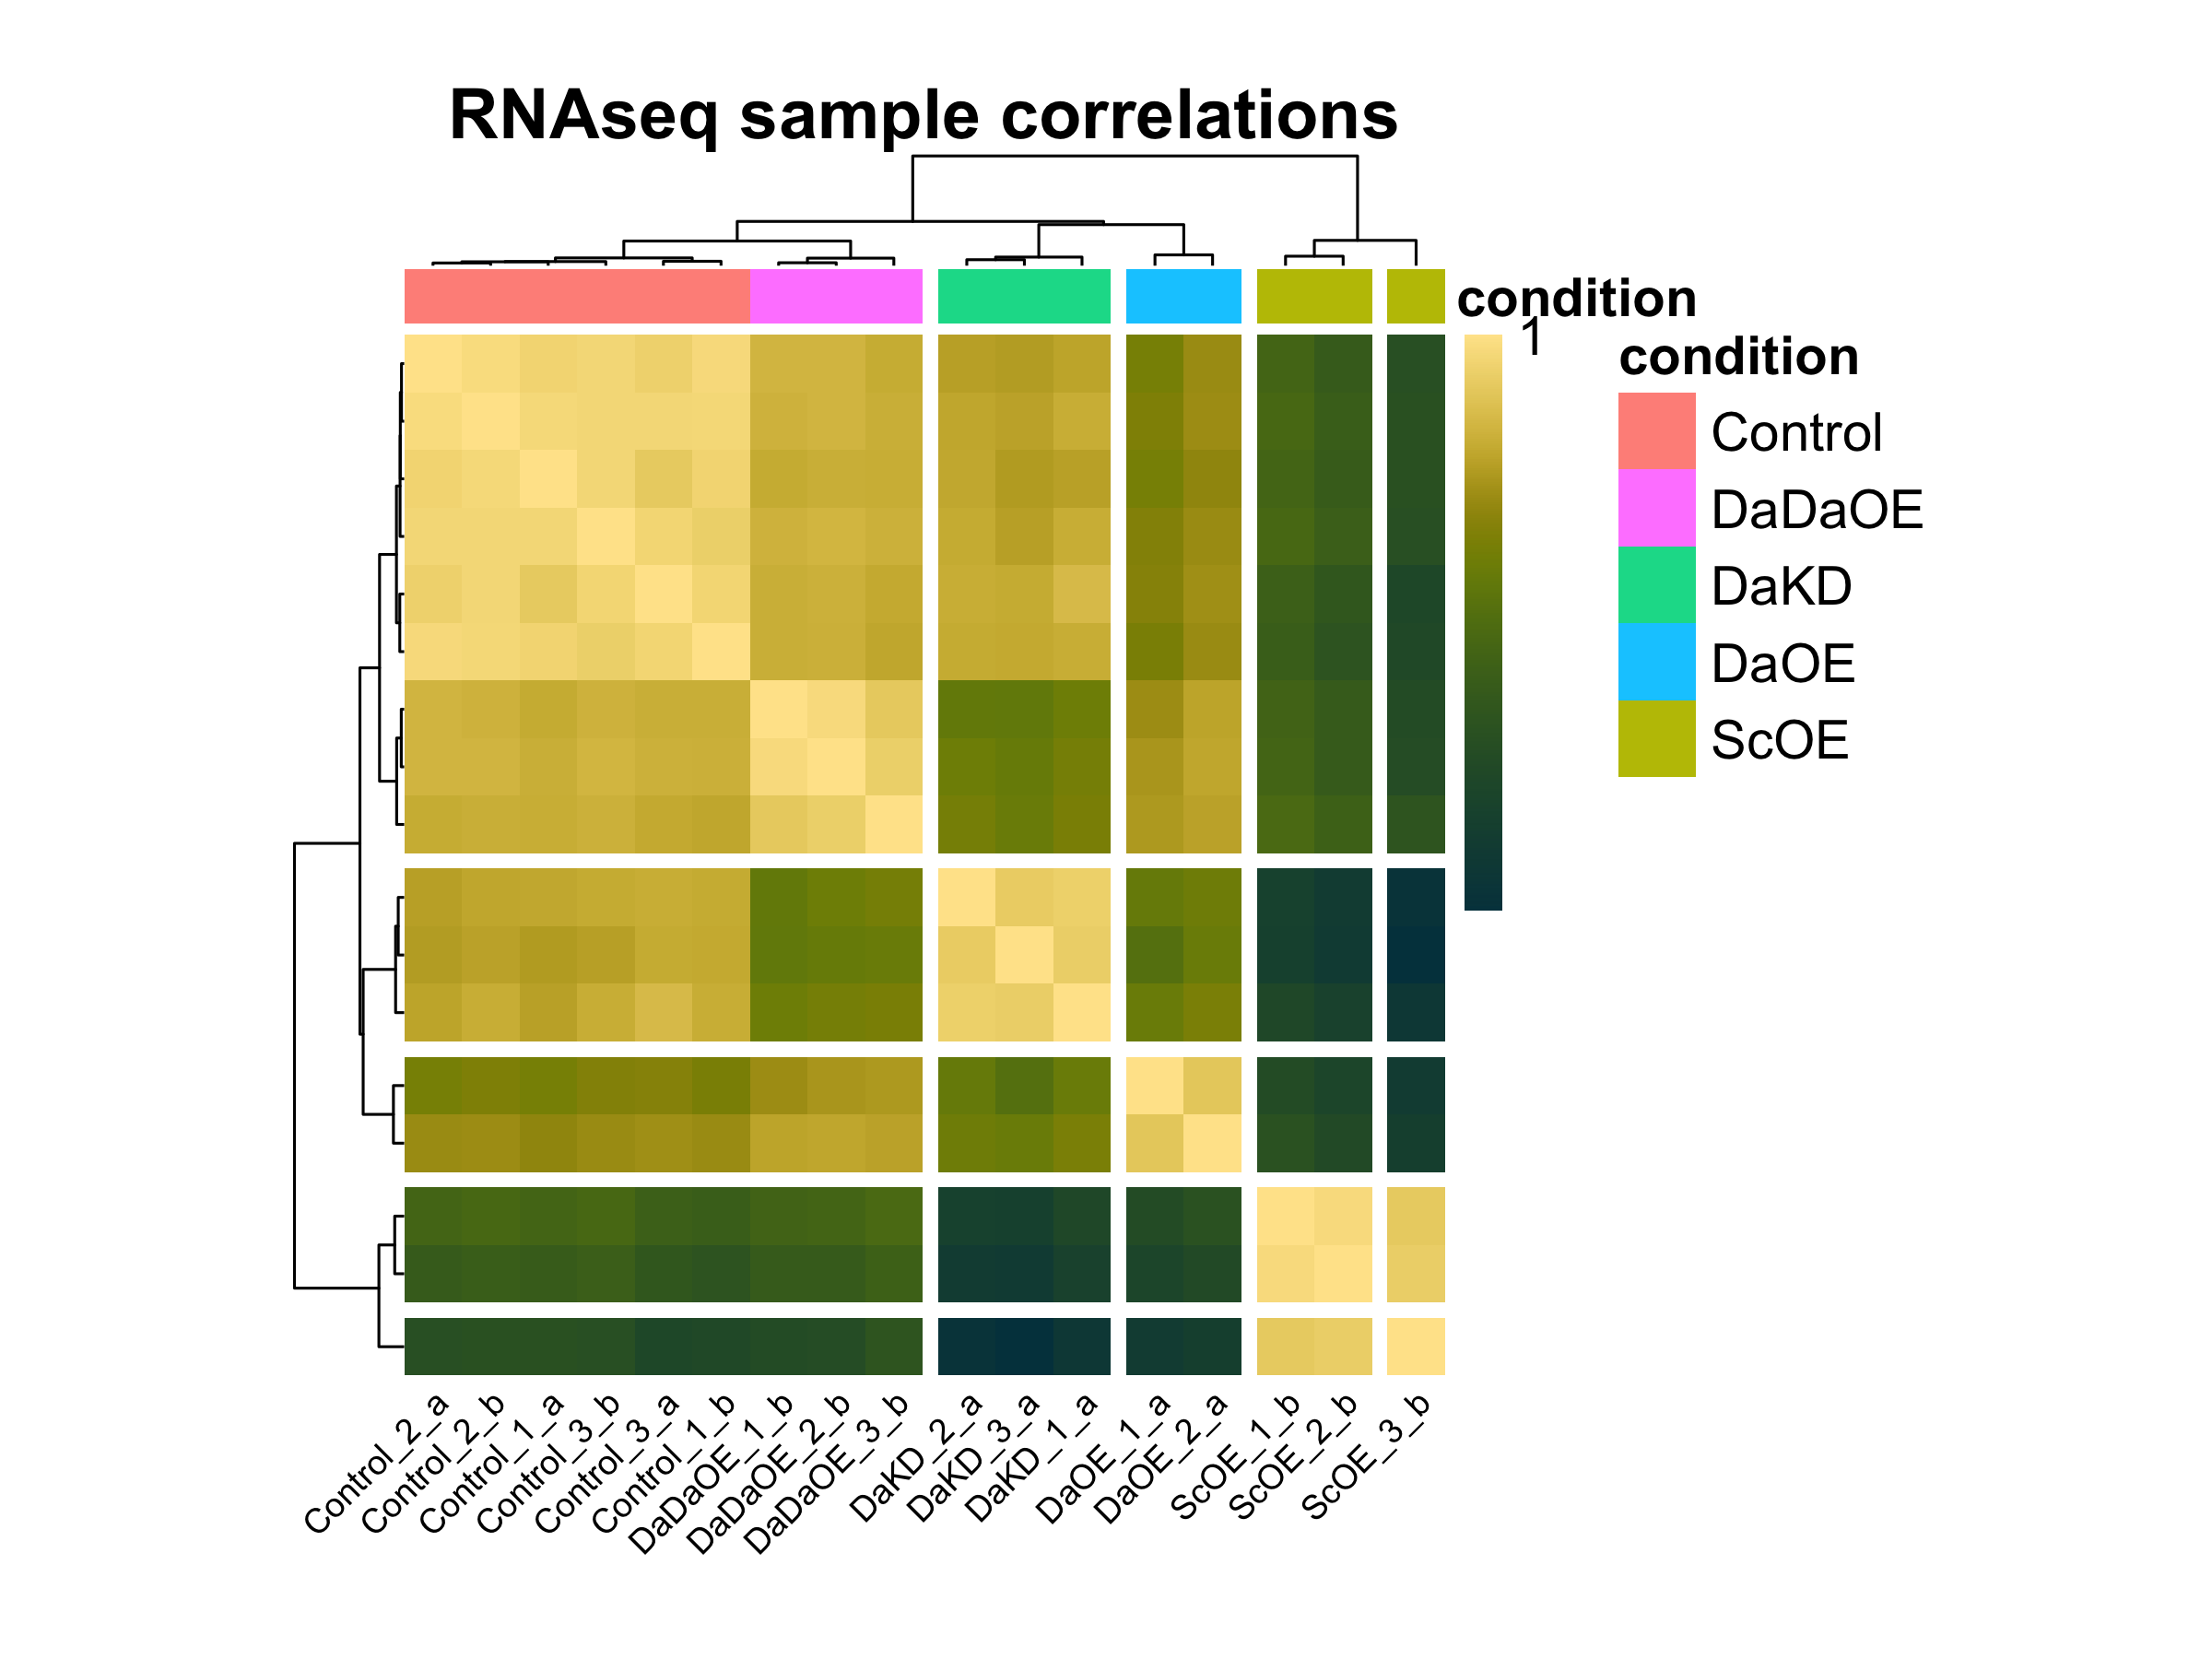 RNAseq sample correlations
condition
1
condition
Control
DaDaOE
DaKD
DaOE
ScOE
Control_2_a
Control_2_b
Control_1_a
Control_3_b
Control_3_a
Control_1_b
DaDaOE_1_b
DaDaOE_2_b
DaDaOE_3_b
DaKD_2_a
DaKD_3_a
DaKD_1_a
DaOE_1_a
DaOE_2_a
ScOE_1_b
ScOE_2_b
ScOE_3_b